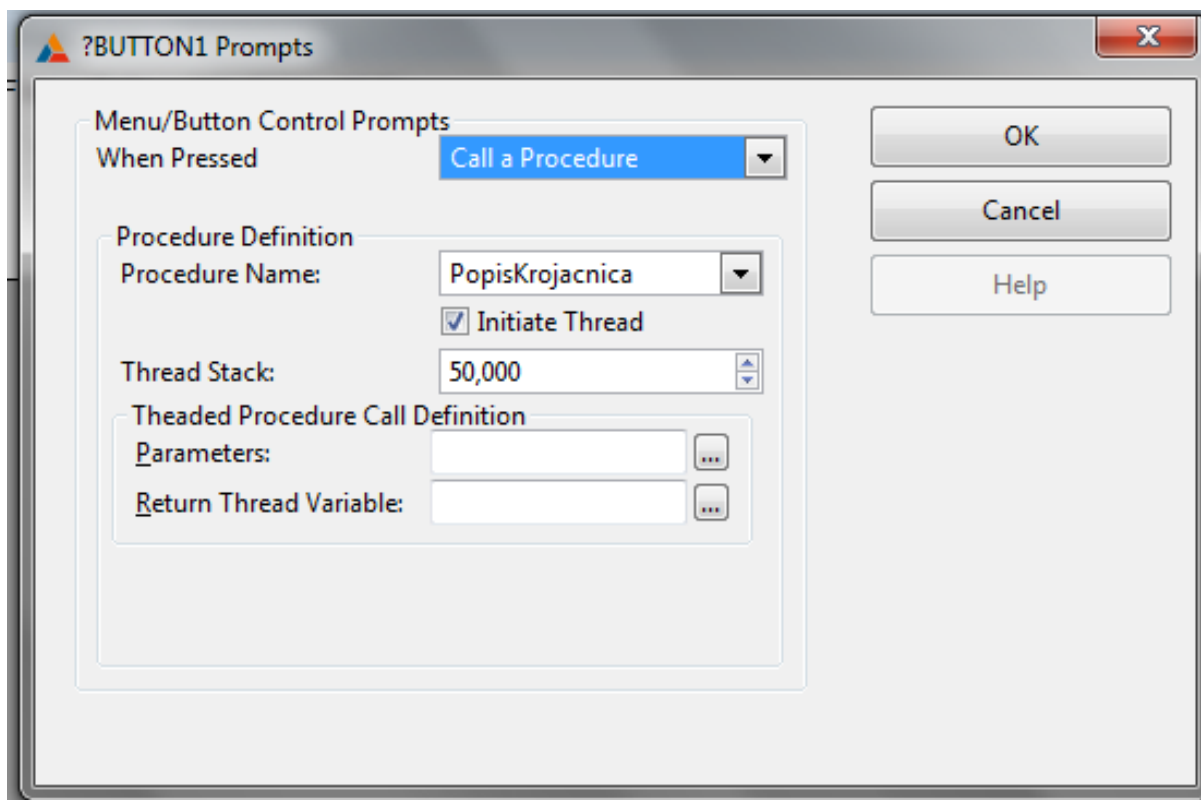 ?BUTTON1 Prompts
Menu/Button Control Prompts
When Pressed
Call a Procedure
OK
Cancel
Help
Procedure Definition
Procedure Name:
PopisKrojacnica
Initiate Thread
Thread Stack:
50,000
Theaded Procedure Call Definition
Parameters:
...
Return Thread Variable:
...